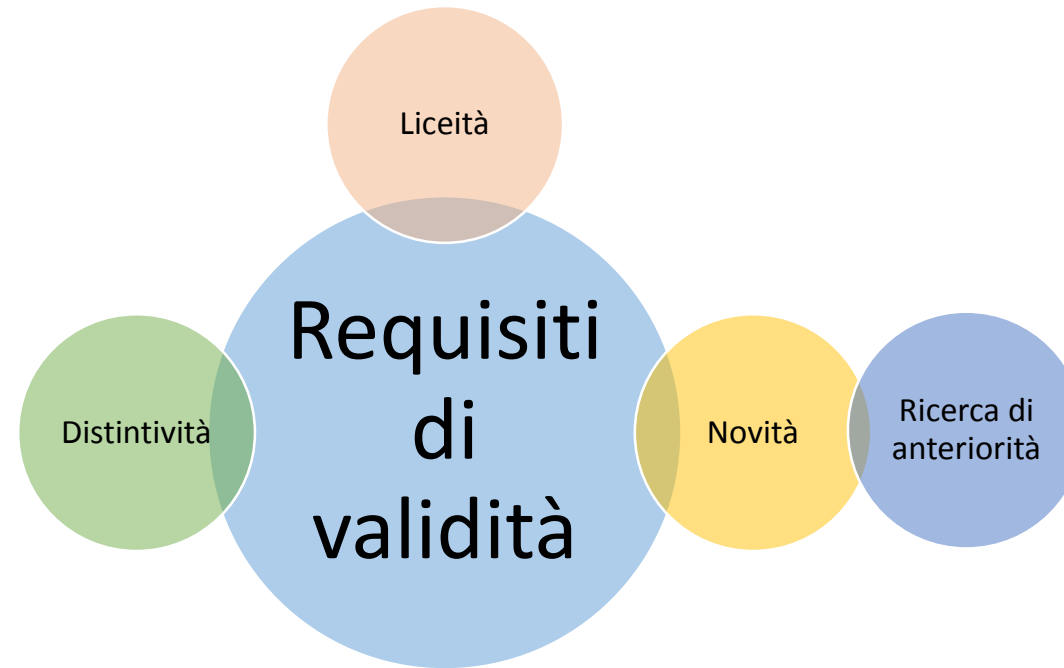 Liceità
Requisiti
di
validità
Distintività
Novità
Ricerca di
anteriorità